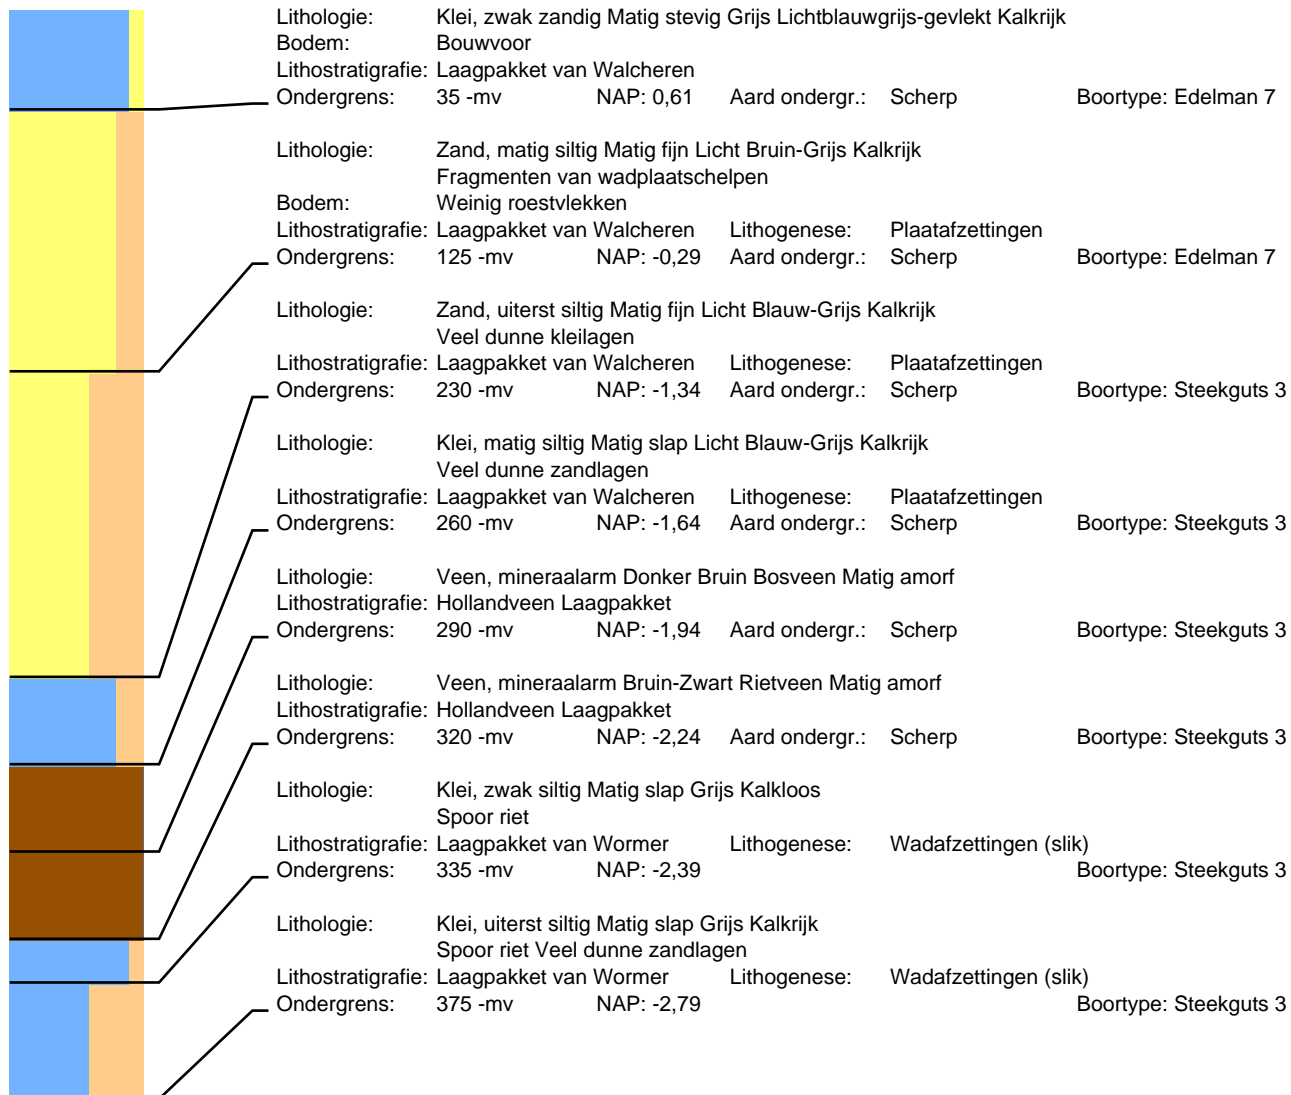 Lithologie: Klei, zwak zandig Matig stevig Grijs Lichtblauwgrijs-gevlekt Kalkrijk
Bodem: Bouwvoor
Lithostratigrafie: Laagpakket van Walcheren
Ondergrens: 35 -mv NAP: 0,61 Aard ondergr.: Scherp Boortype: Edelman 7
Lithologie: Zand, matig siltig Matig fijn Licht Bruin-Grijs Kalkrijk
Fragmenten van wadplaatschelpen
Bodem: Weinig roestvlekken
Lithostratigrafie: Laagpakket van Walcheren Lithogenese: Plaatafzettingen
Ondergrens: 125 -mv NAP: -0,29 Aard ondergr.: Scherp Boortype: Edelman 7
Lithologie: Zand, uiterst siltig Matig fijn Licht Blauw-Grijs Kalkrijk
Veel dunne kleilagen
Lithostratigrafie: Laagpakket van Walcheren Lithogenese: Plaatafzettingen
Ondergrens: 230 -mv NAP: -1,34 Aard ondergr.: Scherp Boortype: Steekguts 3
Lithologie: Klei, matig siltig Matig slap Licht Blauw-Grijs Kalkrijk
Veel dunne zandlagen
Lithostratigrafie: Laagpakket van Walcheren Lithogenese: Plaatafzettingen
Ondergrens: 260 -mv NAP: -1,64 Aard ondergr.: Scherp Boortype: Steekguts 3
Lithologie: Veen, mineraalarm Donker Bruin Bosveen Matig amorf
Lithostratigrafie: Hollandveen Laagpakket
Ondergrens: 290 -mv NAP: -1,94 Aard ondergr.: Scherp Boortype: Steekguts 3
Lithologie: Veen, mineraalarm Bruin-Zwart Rietveen Matig amorf
Lithostratigrafie: Hollandveen Laagpakket
Ondergrens: 320 -mv NAP: -2,24 Aard ondergr.: Scherp Boortype: Steekguts 3
Lithologie: Klei, zwak siltig Matig slap Grijs Kalkloos
Spoor riet
Lithostratigrafie: Laagpakket van Wormer Lithogenese: Wadafzettingen (slik)
Ondergrens: 335 -mv NAP: -2,39 Boortype: Steekguts 3
Lithologie: Klei, uiterst siltig Matig slap Grijs Kalkrijk
Spoor riet Veel dunne zandlagen
Lithostratigrafie: Laagpakket van Wormer Lithogenese: Wadafzettingen (slik)
Ondergrens: 375 -mv NAP: -2,79 Boortype: Steekguts 3